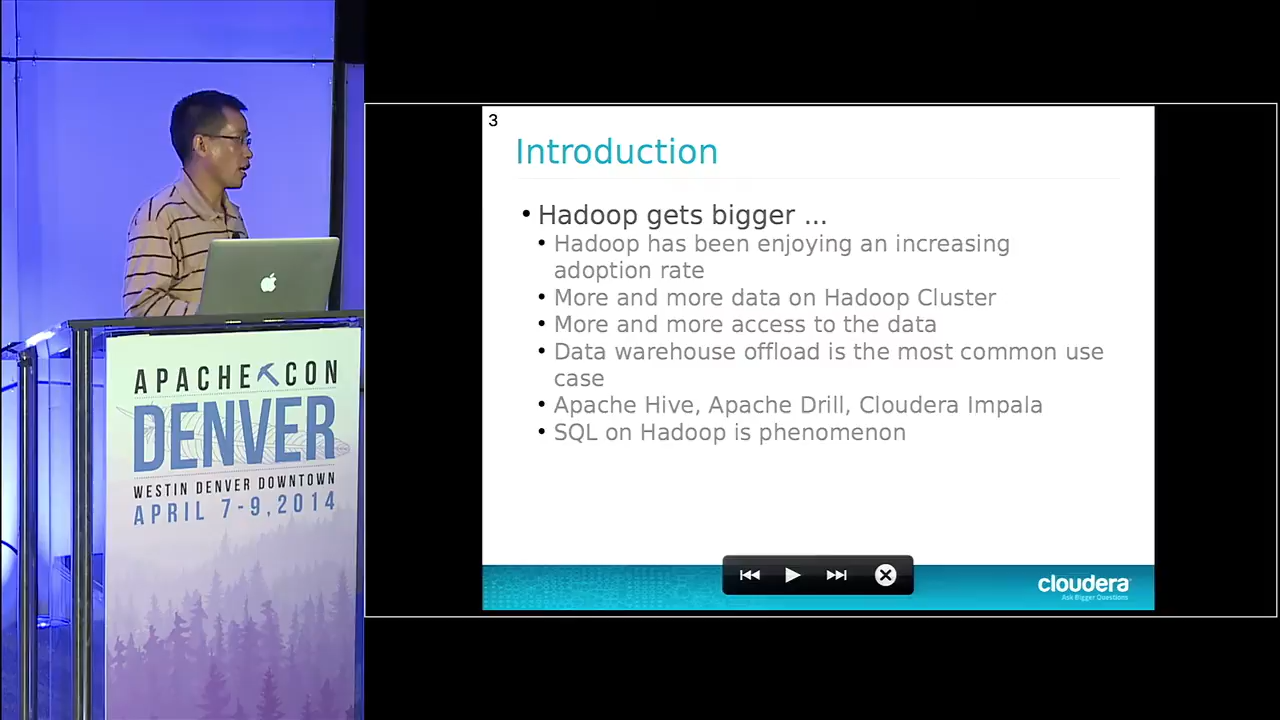 3
Introduction
• Hadoop gets bigger ...
• Hadoop has been enjoying an increasing
adoption rate
• More and more data on Hadoop Cluster
• More and more access to the data
• Data warehouse offload is the most common use
case
• Apache Hive, Apache Drill, Cloudera Impala
• SQL on Hadoop is phenomenon
cloudera
Ask Bigger Questions
APACHE CON
DENVER
WESTIN DENVER DOWNTOWN
APRIL 7-9, 2014